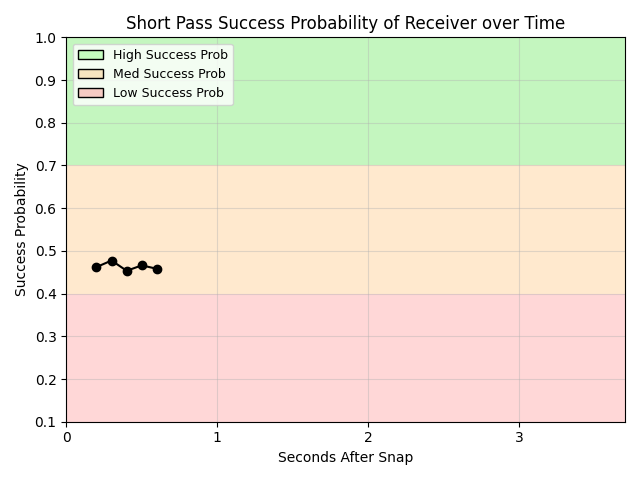 Short Pass Success Probability of Receiver over Time
1.0
0.9
0.8
0.7
0.6
0.5
0.4
0.3
0.2
0.1
High Success Prob
Med Success Prob
Low Success Prob
Success Probability
0 1 2 3
Seconds After Snap